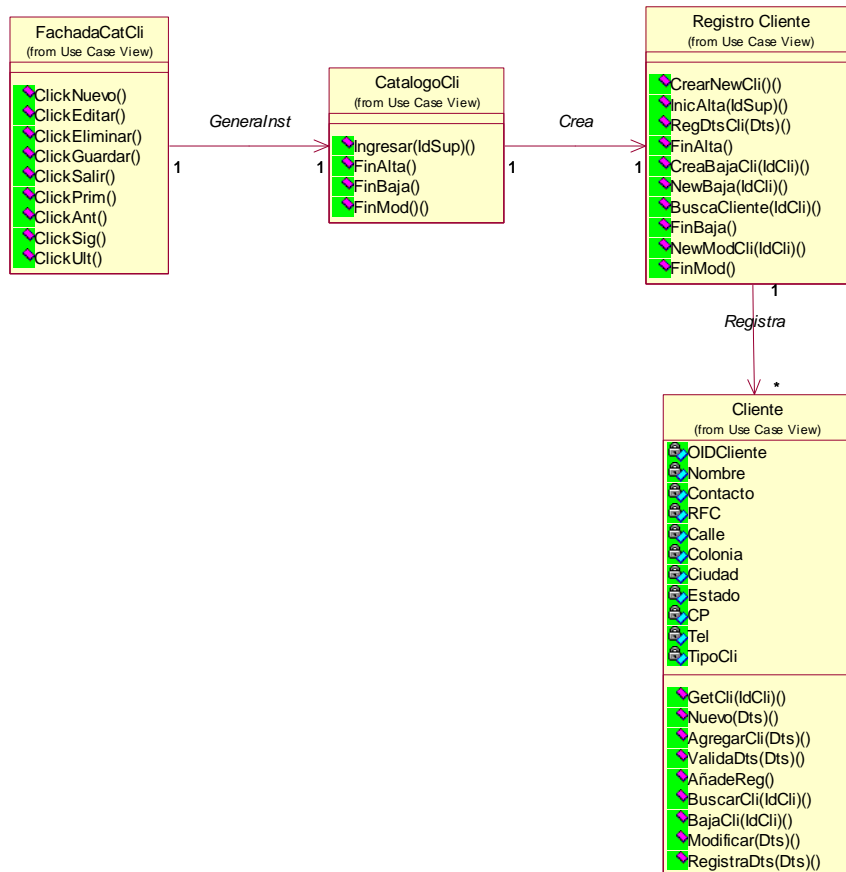 FachadaCatCli
(from Use Case View)
ClickNuevo()
ClickEditar()
ClickEliminar()
ClickGuardar()
ClickSalir()
ClickPrim()
ClickAnt()
ClickSig()
ClickUlt()
GeneraInst
1
1
CatalogoCli
(from Use Case View)
Ingresar(IdSup)()
FinAlta()
FinBaja()
FinMod()()
Crea
1
1
Registro Cliente
(from Use Case View)
CrearNewCli()()
InicAlta(IdSup)()
RegDtsCli(Dts)()
FinAlta()
CreaBajaCli(IdCli)()
NewBaja(IdCli)()
BuscaCliente(IdCli)()
FinBaja()
NewModCli(IdCli)()
FinMod()
1
Registra
*
Cliente
(from Use Case View)
OIDCliente
Nombre
Contacto
RFC
Calle
Colonia
Ciudad
Estado
CP
Tel
TipoCli
GetCli(IdCli)()
Nuevo(Dts)()
AgregarCli(Dts)()
ValidaDts(Dts)()
AñadeReg()
BuscarCli(IdCli)()
BajaCli(IdCli)()
Modificar(Dts)()
RegistraDts(Dts)()